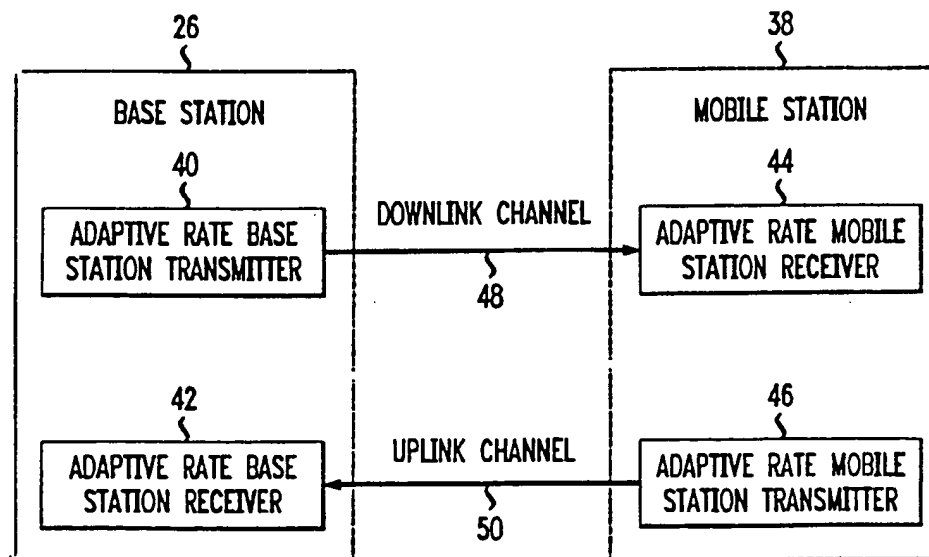 26
38
BASE STATION
MOBILE STATION
40
44
ADAPTIVE RATE BASE
STATION TRANSMITTER
DOWNLINK CHANNEL
48
ADAPTIVE RATE MOBILE
STATION RECEIVER
42
46
ADAPTIVE RATE BASE
STATION RECEIVER
UPLINK CHANNEL
50
ADAPTIVE RATE MOBILE
STATION TRANSMITTER